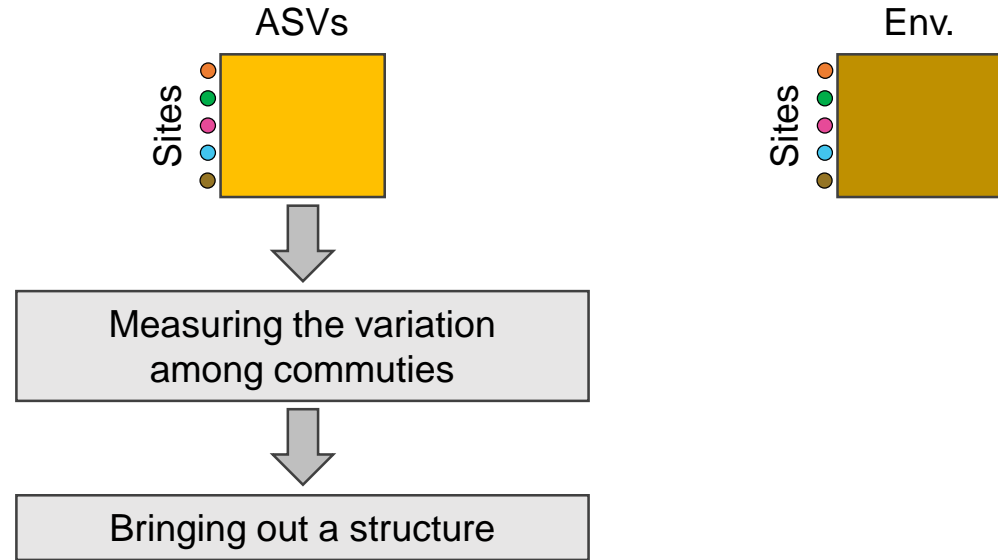 ASVs
Env.
Sites
Sites
Measuring the variation
among commuties
Bringing out a structure